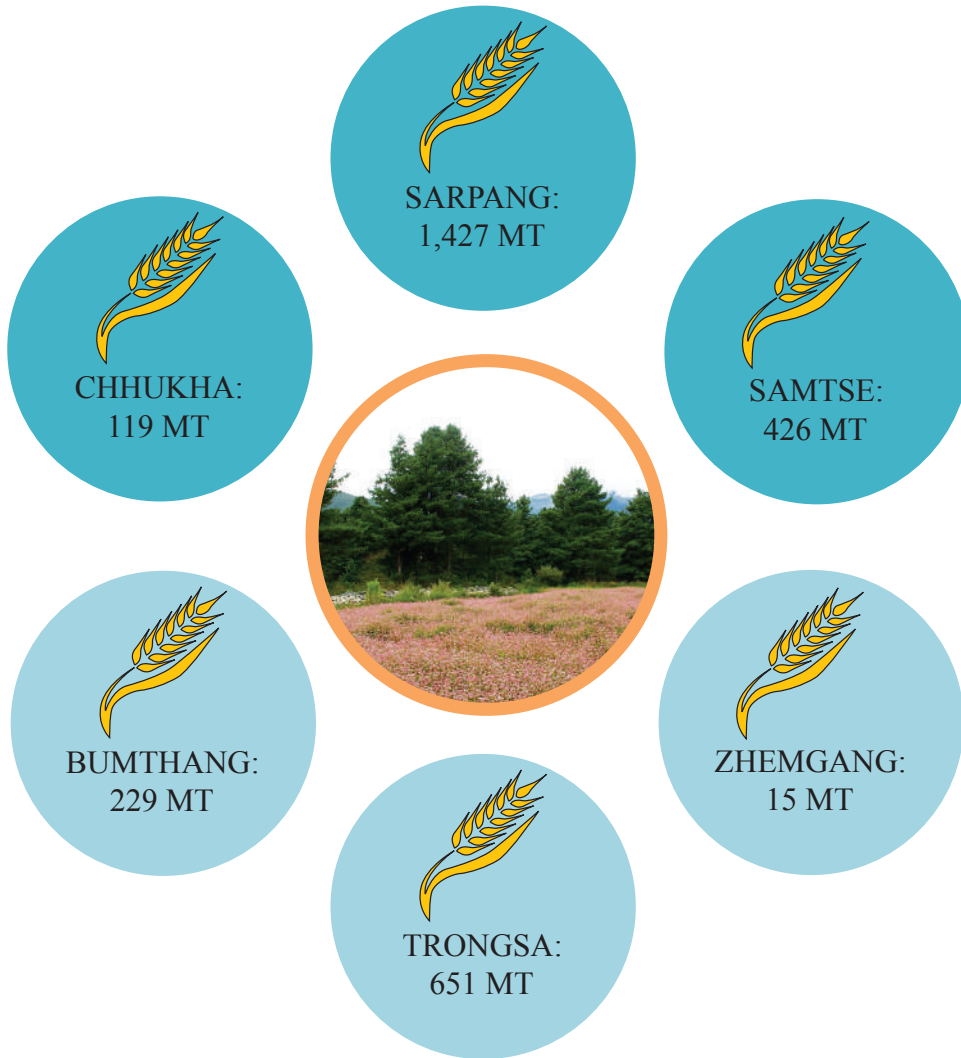 SARPANG:
1,427 MT
CHHUKHA:
119 MT
SAMTSE:
426 MT
BUMTHANG:
229 MT
ZHEMGANG:
15 MT
TRONGSA:
651 MT